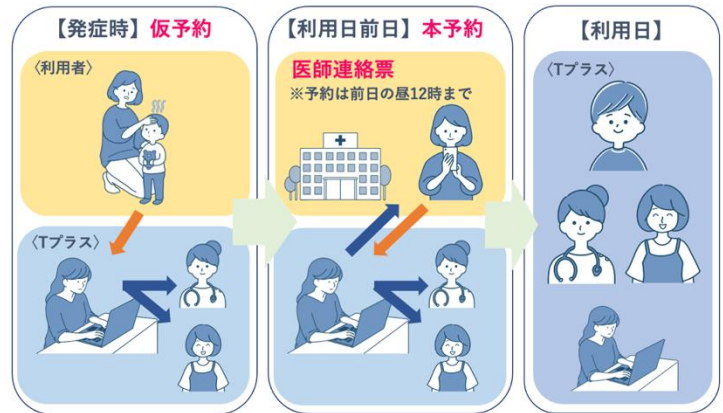 【発症時】仮予約
〈利用者〉
〈Tプラス〉
【利用日前日】本予約
医師連絡票
※予約は前日の昼12時まで
【利用日】
〈Tプラス〉